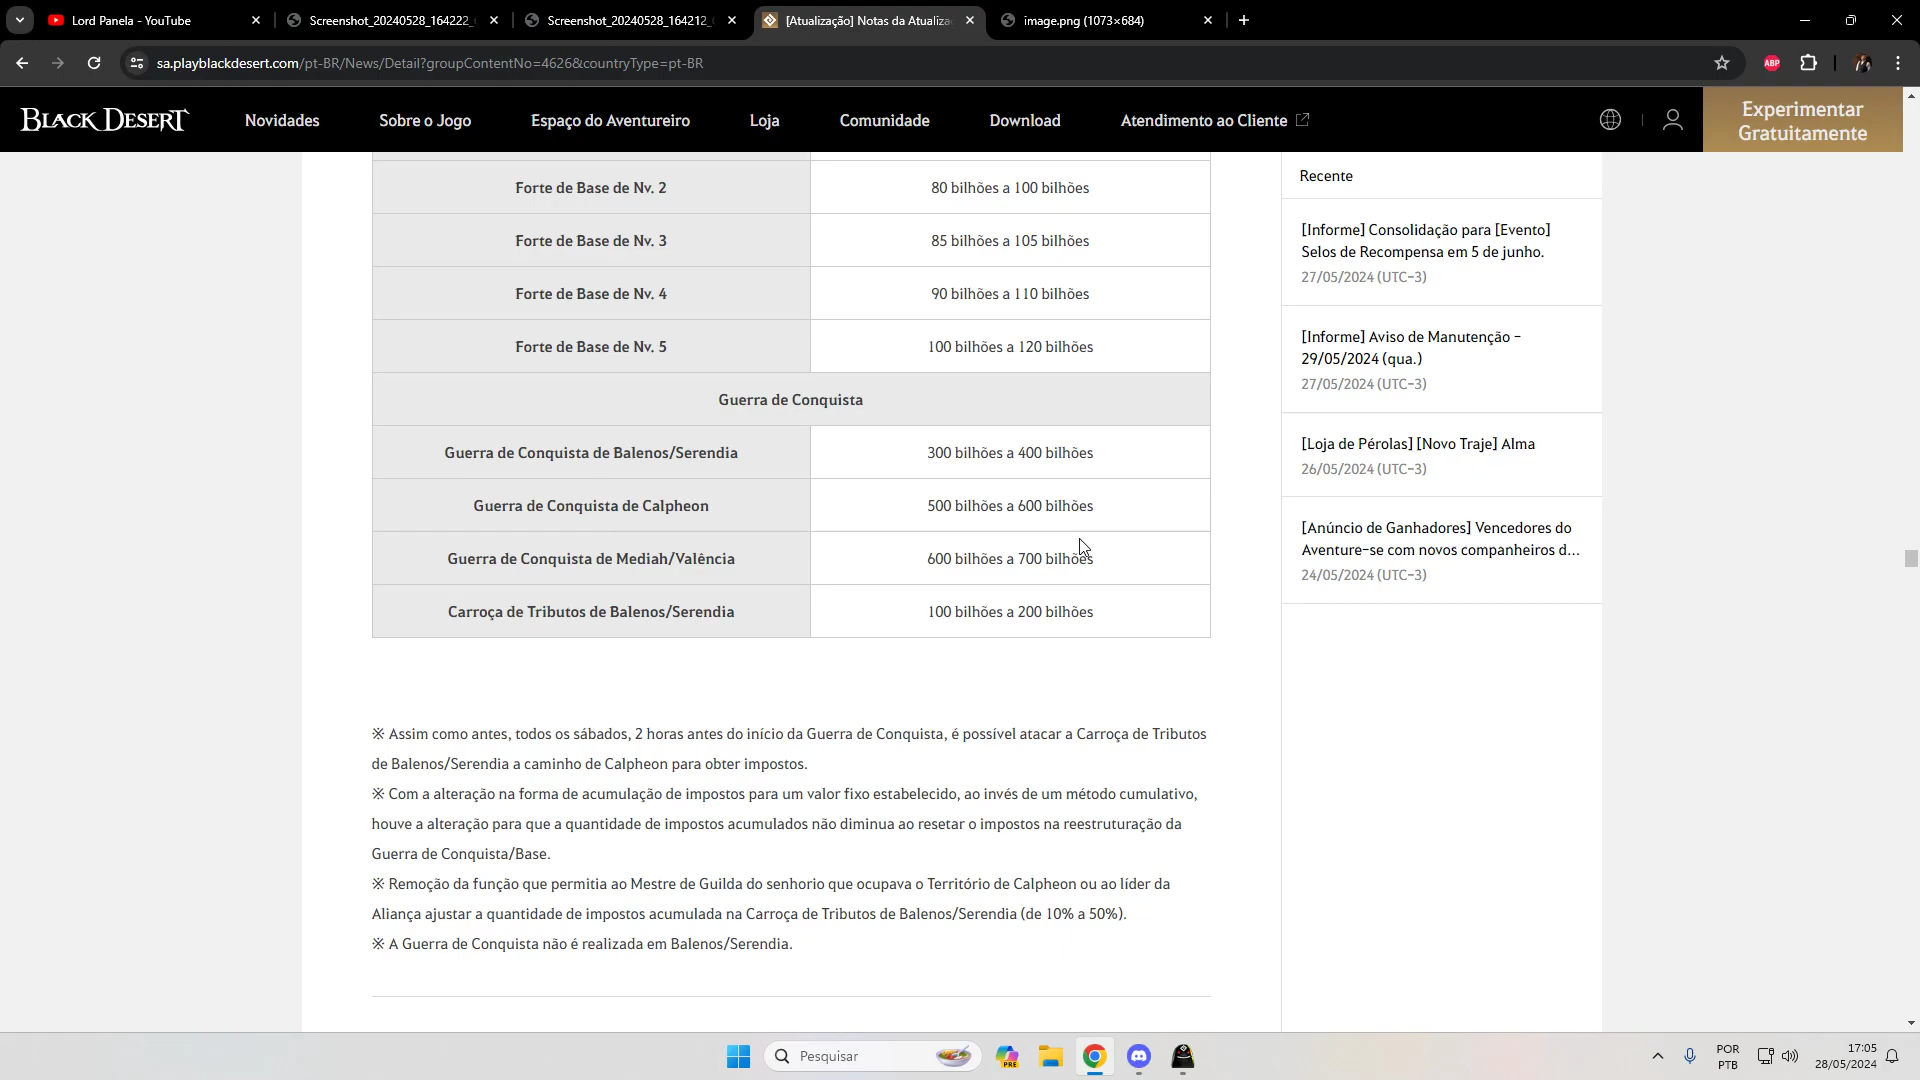 Lord Panela - YouTube
Screenshot_20240528_164222_
Screenshot_20240528_164212_
[Atualização] Notas da Atualiza
image.png (1073×684)
sa.playblackdesert.com/pt-BR/News/Detail?groupContentNo=4626&countryType=pt-BR
ABP
BLACK DESERT
Novidades
Sobre o Jogo
Espaço do Aventureiro
Loja
Comunidade
Download
Atendimento ao Cliente
Experimentar
Gratuitamente
Forte de Base de Nv. 2
80 bilhões a 100 bilhões
Forte de Base de Nv. 3
85 bilhões a 105 bilhões
Forte de Base de Nv. 4
90 bilhões a 110 bilhões
Forte de Base de Nv. 5
100 bilhões a 120 bilhões
Guerra de Conquista
Guerra de Conquista de Balenos/Serendia
300 bilhões a 400 bilhões
Guerra de Conquista de Calpheon
500 bilhões a 600 bilhões
Guerra de Conquista de Mediah/Valência
600 bilhões a 700 bilhões
Carroça de Tributos de Balenos/Serendia
100 bilhões a 200 bilhões
※ Assim como antes, todos os sábados, 2 horas antes do início da Guerra de Conquista, é possível atacar a Carroça de Tributos
de Balenos/Serendia a caminho de Calpheon para obter impostos.
※ Com a alteração na forma de acumulação de impostos para um valor fixo estabelecido, ao invés de um método cumulativo,
houve a alteração para que a quantidade de impostos acumulados não diminua ao resetar o impostos na reestruturação da
Guerra de Conquista/Base.
※ Remoção da função que permitia ao Mestre de Guilda do senhorio que ocupava o Território de Calpheon ou ao líder da
Aliança ajustar a quantidade de impostos acumulada na Carroça de Tributos de Balenos/Serendia (de 10% a 50%).
※ A Guerra de Conquista não é realizada em Balenos/Serendia.
Recente
[Informe] Consolidação para [Evento]
Selos de Recompensa em 5 de junho.
27/05/2024 (UTC-3)
[Informe] Aviso de Manutenção -
29/05/2024 (qua.)
27/05/2024 (UTC-3)
[Loja de Pérolas] [Novo Traje] Alma
26/05/2024 (UTC-3)
[Anúncio de Ganhadores] Vencedores do
Aventure-se com novos companheiros d...
24/05/2024 (UTC-3)
Pesquisar
PRE
POR
PTB
17:05
28/05/2024